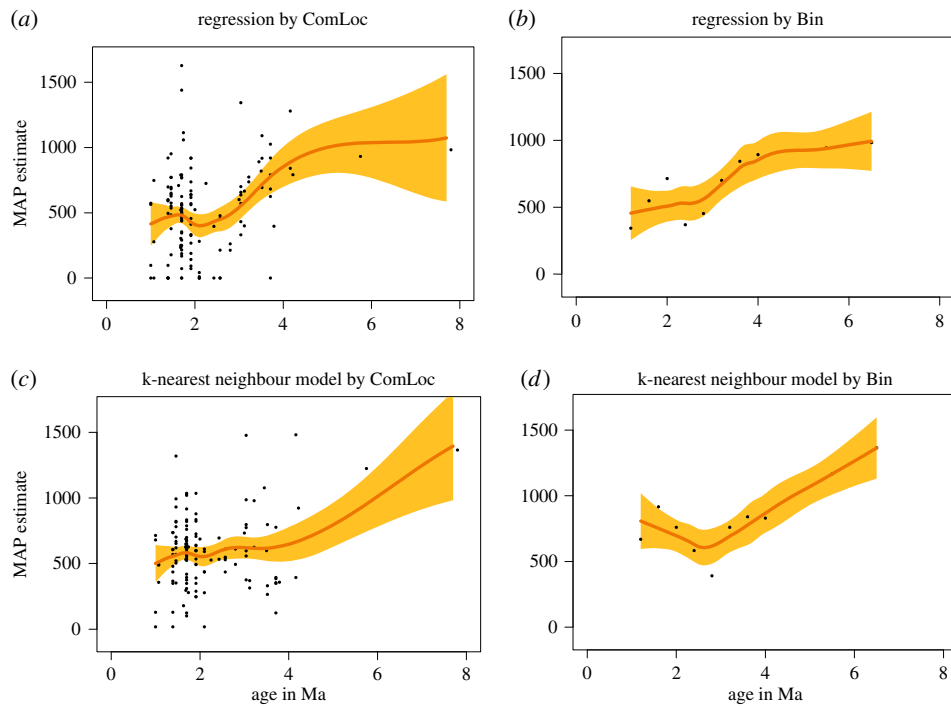 (a) regression by ComLoc
(b) regression by Bin
MAP estimate
1500
1000
500
0
0 2 4 6 8
1500
1000
500
0
0 2 4 6 8
(c) k-nearest neighbour model by ComLoc
(d) k-nearest neighbour model by Bin
MAP estimate
1500
1000
500
0
0 2 4 6 8
age in Ma
1500
1000
500
0
0 2 4 6 8
age in Ma